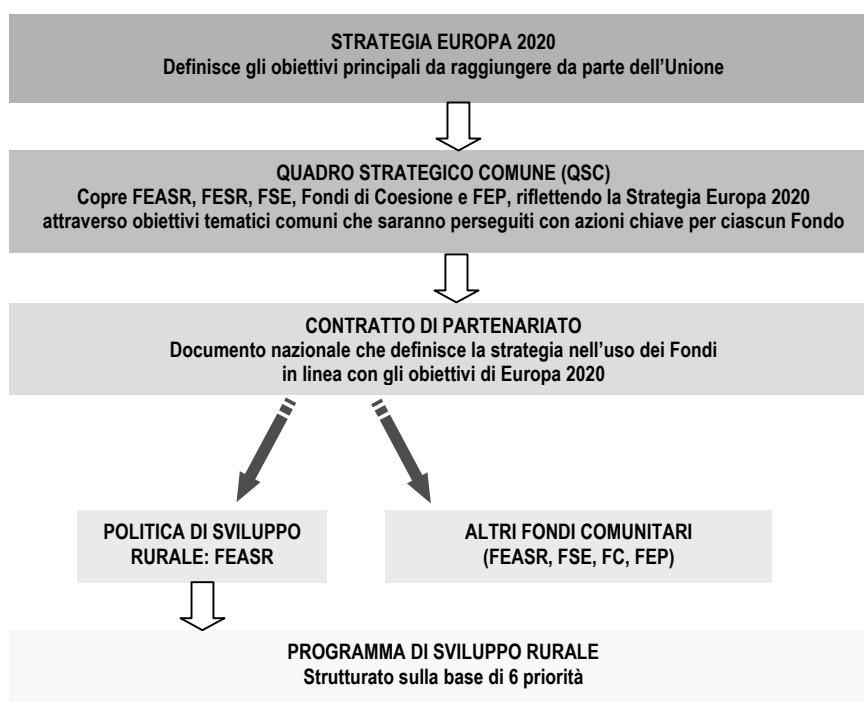 STRATEGIA EUROPA 2020
Definisce gli obiettivi principali da raggiungere da parte dell’Unione
QUADRO STRATEGICO COMUNE (QSC)
Copre FEASR, FESR, FSE, Fondi di Coesione e FEP, riflettendo la Strategia Europa 2020
attraverso obiettivi tematici comuni che saranno perseguiti con azioni chiave per ciascun Fondo
CONTRATTO DI PARTENARIATO
Documento nazionale che definisce la strategia nell’uso dei Fondi
in linea con gli obiettivi di Europa 2020
POLITICA DI SVILUPPO
RURALE: FEASR
ALTRI FONDI COMUNITARI
(FEASR, FSE, FC, FEP)
PROGRAMMA DI SVILUPPO RURALE
Strutturato sulla base di 6 priorità